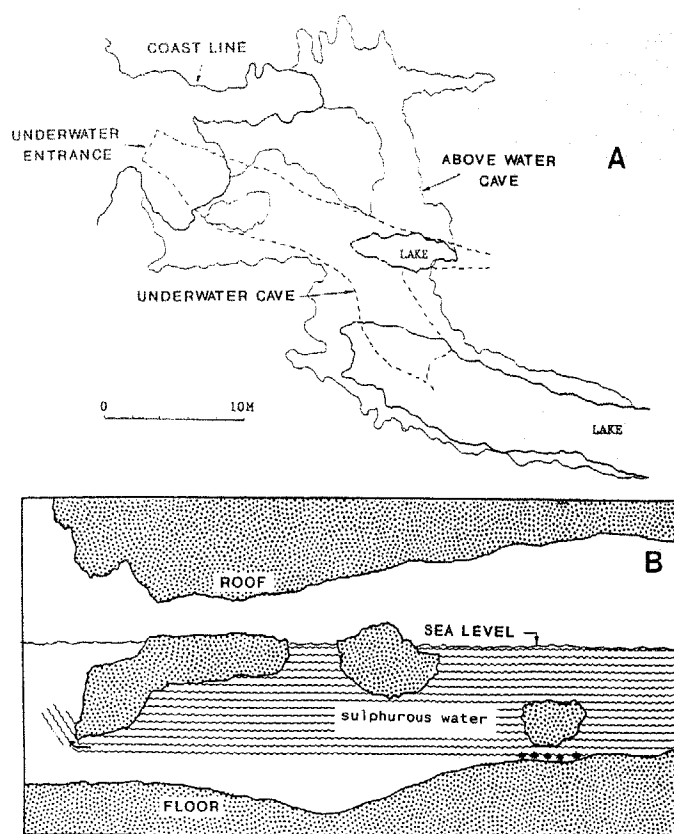 COAST LINE
UNDERWATER
ENTRANCE
ABOVE WATER
CAVE
A
LAKE
UNDERWATER CAVE
0 10M
LAKE
B
ROOF
SEA LEVEL
sulphurous water
FLOOR